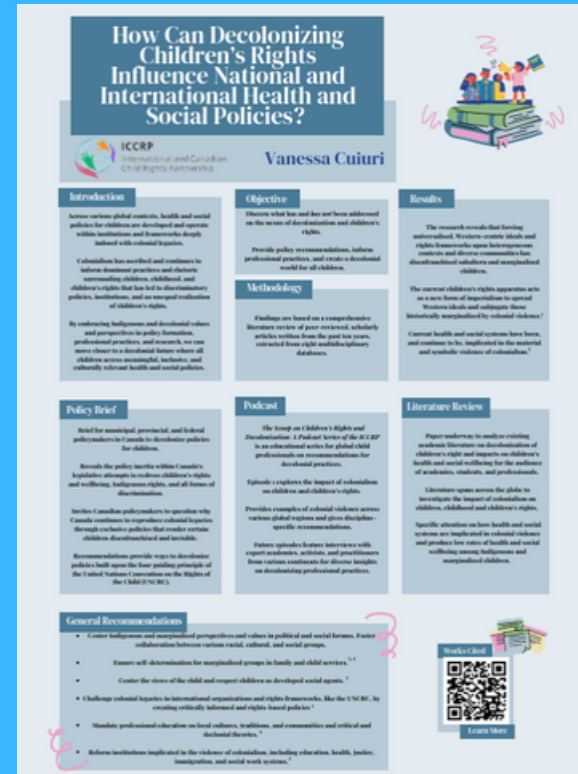 How Can Decolonizing
Children's Rights
Influence National and
International Health and
Social Policies?
ICCRP
International and Canadian
Child Rights Partnership
Vanessa Cuiuri
Introduction
Across various global contexts, health and social
policies for children are developed and operate
within institutions and frameworks deeply
imbued with colonial legacies.
Colonialism has ascribed and continues to
inform dominant practices and rhetoric
surrounding children, childhood, and
children's rights that has led to discriminatory
policies, institutions, and an unequal realization
of children's rights.
By embracing Indigenous and decolonial values
and perspectives in policy formation,
professional practices, and research, we can
move closer to a decolonial future where all
children access meaningful, inclusive, and
culturally relevant health and social policies.
Objective
Discern what has and has not been addressed
on the nexus of decolonization and children's
rights.
Provide policy recommendations, inform
professional practices, and create a decolonial
world for all children.
Methodology
Findings are based on a comprehensive
literature review of peer-reviewed, scholarly
articles written from the past ten years,
extracted from eight multidisciplinary
databases.
Results
The research reveals that forcing
universalised, Western-centric ideals and
rights frameworks upon heterogeneous
contexts and diverse communities has
disenfranchised subaltern and marginalized
children.
The current children's rights apparatus acts
as a new form of imperialism to spread
Western ideals and subjugate those
historically marginalized by colonial violence.
Current health and social systems have been,
and continue to be, implicated in the material
and symbolic violence of colonialism.
Policy Brief
Brief for municipal, provincial, and federal
policymakers in Canada to decolonize policies
for children.
Reveals the policy inertia within Canada's
legislative attempts to redress children's rights
and wellbeing, Indigenous rights, and all forms of
discrimination.
Invites Canadian policymakers to question why
Canada continues to reproduce colonial legacies
through exclusive policies that render certain
children disenfranchised and invisible.
Recommendations provide ways to decolonize
policies built upon the four guiding principle of
the United Nations Convention on the Rights of
the Child (UNCRC).
Podcast
The Scoop on Children's Rights and
Decolonization: A Podcast Series of the ICCRP
is an educational series for global child
professionals on recommendations for
decolonial practices.
Episode 1 explores the impact of colonialism
on children and children's rights.
Provides examples of colonial violence across
various global regions and gives discipline-
specific recommendations.
Future episodes feature interviews with
expert academics, activists, and practitioners
from various continents for diverse insights
on decolonizing professional practices.
Literature Review
Paper underway to analyze existing
academic literature on decolonization of
children's right and impacts on children's
health and social wellbeing for the audience
of academics, students, and professionals.
Literature spans across the globe to
investigate the impact of colonialism on
children, childhood and children's rights.
Specific attention on how health and social
systems are implicated in colonial violence
and produce low rates of health and social
wellbeing among Indigenous and
marginalized children.
General Recommendations
• Center Indigenous and marginalized perspectives and values in political and social forums. Foster
collaboration between various racial, cultural, and social groups.
• Ensure self-determination for marginalized groups in family and child services.
• Center the views of the child and respect children as developed social agents.
• Challenge colonial legacies in international organizations and rights frameworks, like the UNCRC, by
creating critically informed and rights-based policies
• Mandate professional education on local cultures, traditions, and communities and critical and
decolonial theories.
• Reform institutions implicated in the violence of colonialism, including education, health, justice,
immigration, and social work systems.
Works Cited
Learn More